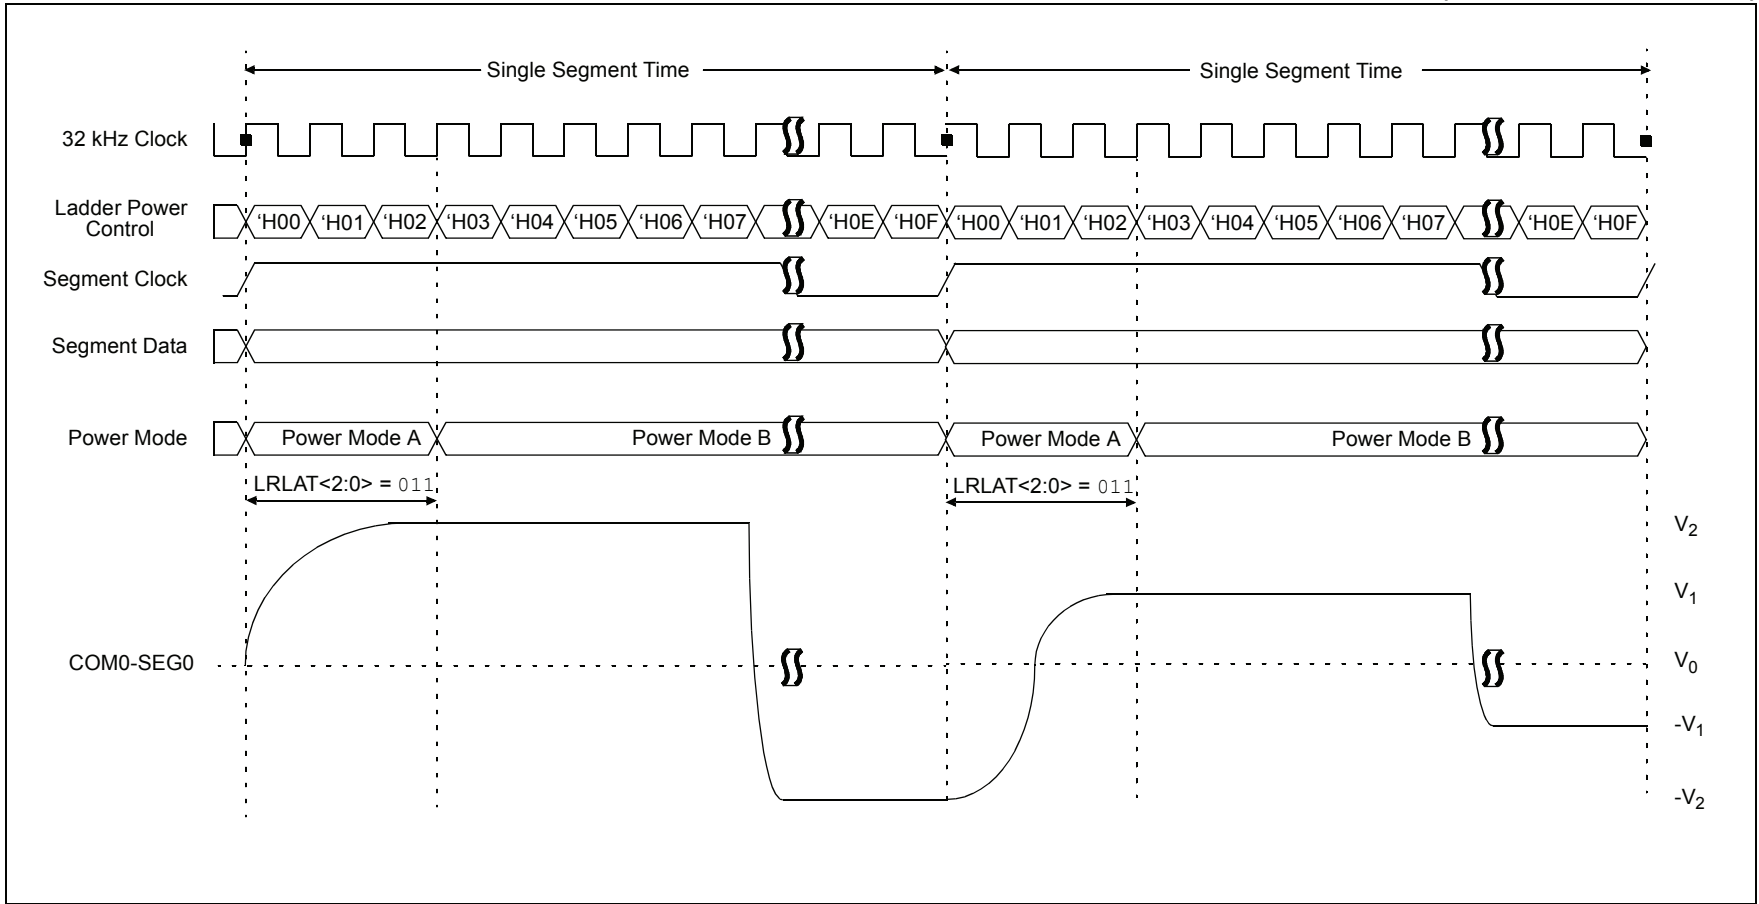 Single Segment Time Single Segment Time
32 kHz Clock
Ladder Power
Control
‘H00 ‘H01 ‘H02 ‘H03 ‘H04 ‘H05 ‘H06 ‘H07 ‘H0E ‘H0F ‘H00 ‘H01 ‘H02 ‘H03 ‘H04 ‘H05 ‘H06 ‘H07 ‘H0E ‘H0F
Segment Clock
Segment Data
Power Mode Power Mode A Power Mode B Power Mode A Power Mode B
LRLAT<2:0> = 011 LRLAT<2:0> = 011
V2
V1
COM0-SEG0 V0
-V1
-V2